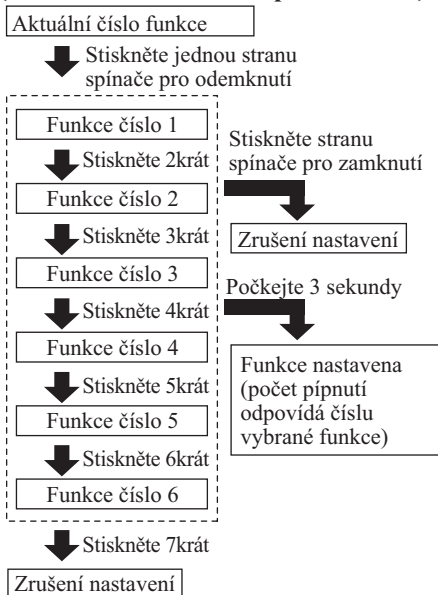 Aktuální číslo funkce
Stiskněte jednou stranu
spínače pro odemknutí
Funkce číslo 1
Stiskněte 2krát
Funkce číslo 2
Stiskněte 3krát
Funkce číslo 3
Stiskněte 4krát
Funkce číslo 4
Stiskněte 5krát
Funkce číslo 5
Stiskněte 6krát
Funkce číslo 6
Stiskněte 7krát
Zrušení nastavení
Stiskněte stranu
spínače pro zamknutí
Zrušení nastavení
Počkejte 3 sekundy
Funkce nastavena
(počet pípnutí
odpovídá číslu
vybrané funkce)